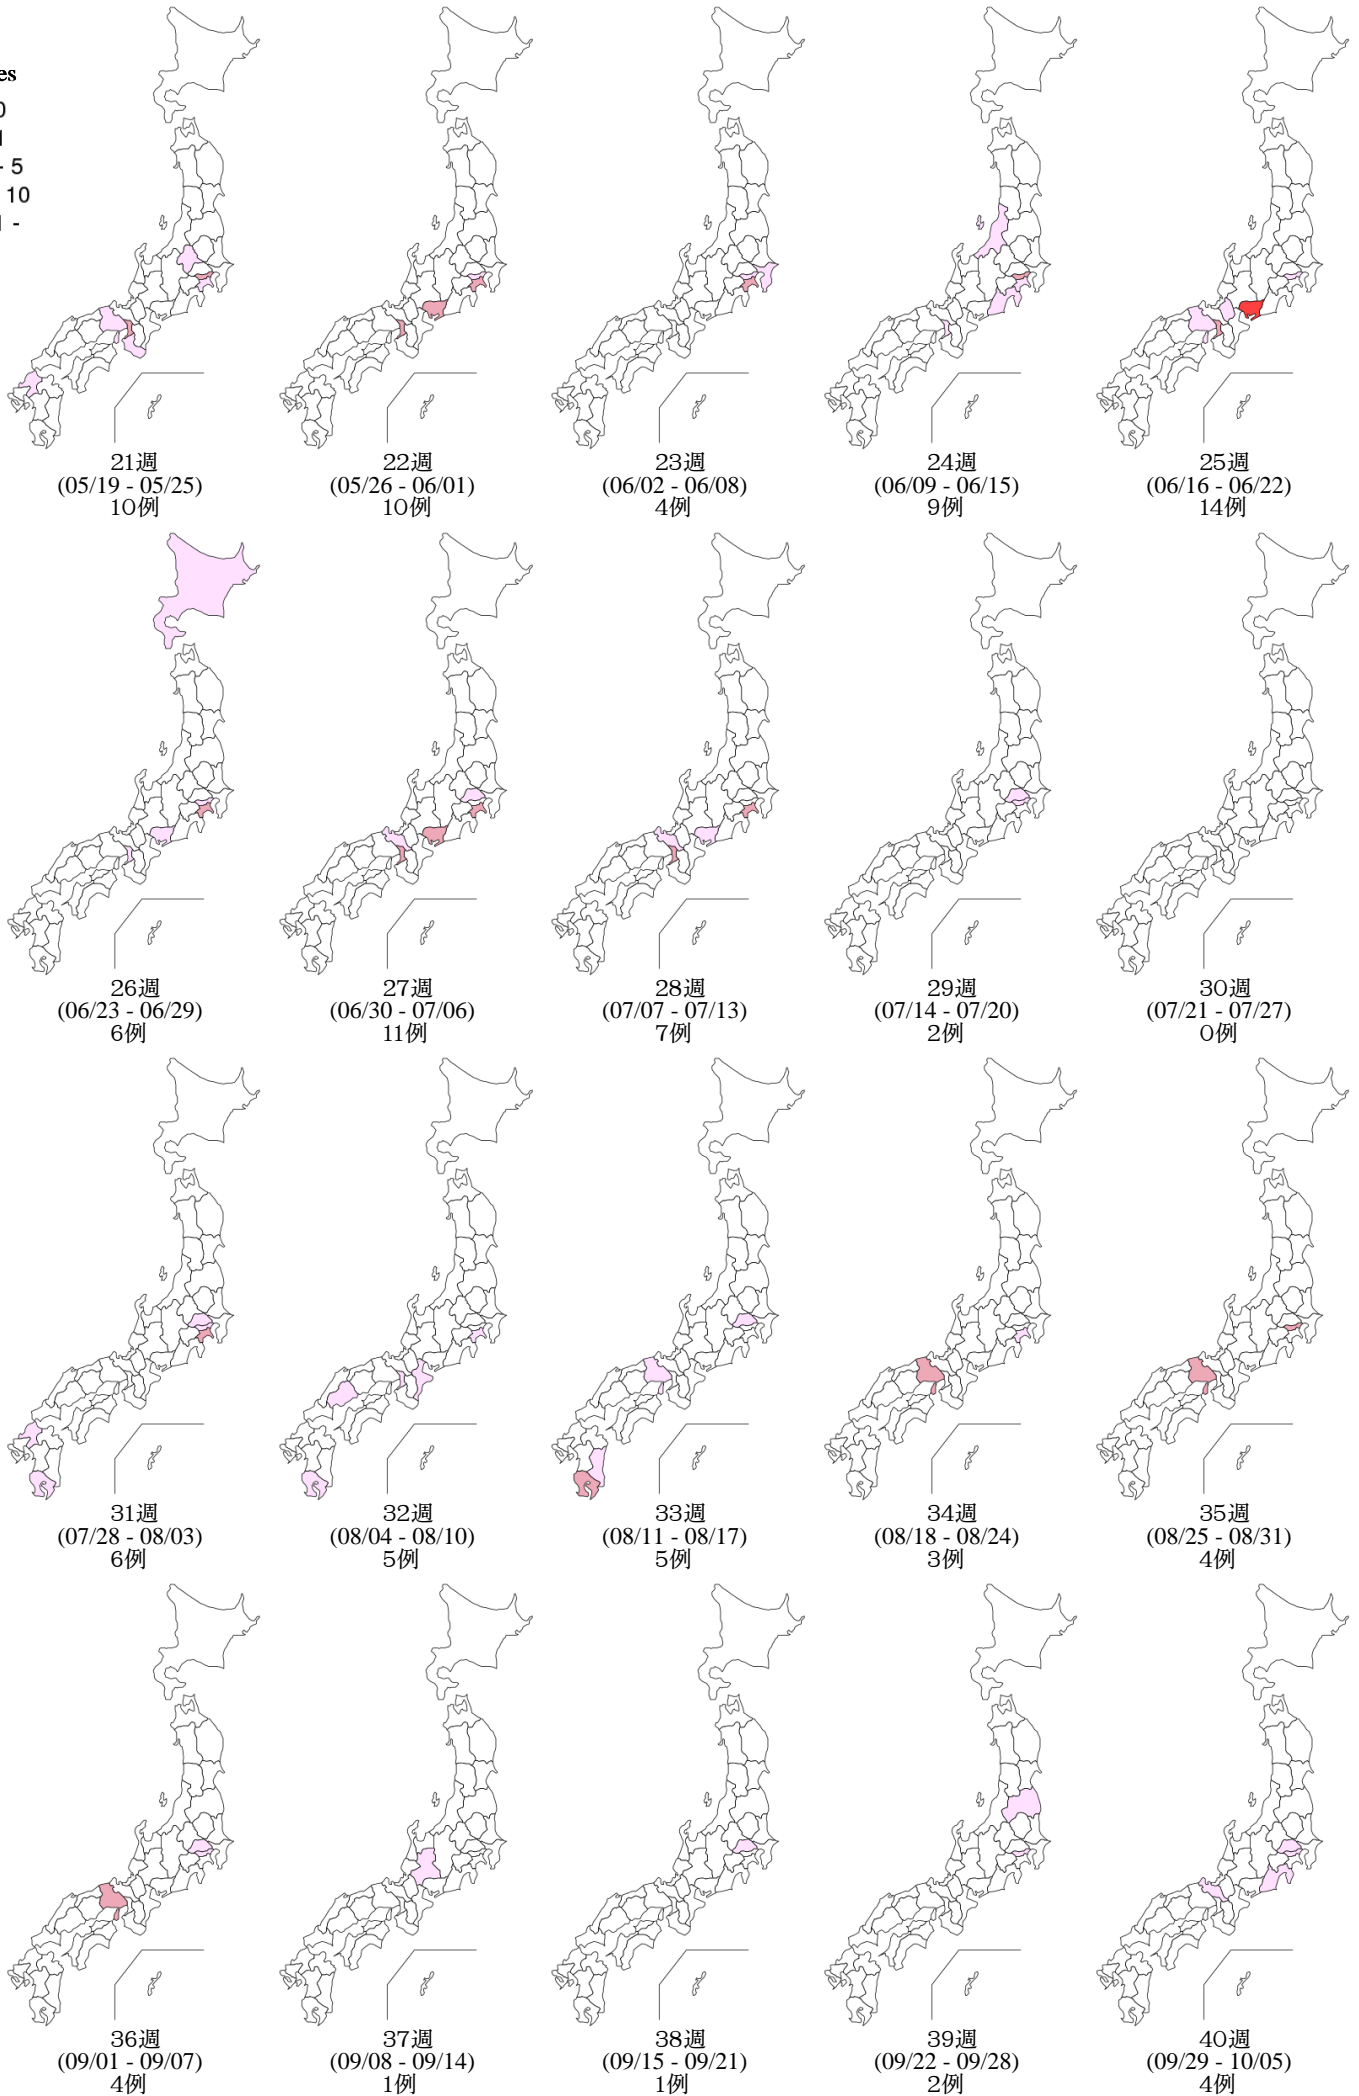 es
0
1
- 5
10
1 -
21週
(05/19 - 05/25)
10例
22週
(05/26 - 06/01)
10例
23週
(06/02 - 06/08)
4例
24週
(06/09 - 06/15)
9例
25週
(06/16 - 06/22)
14例
26週
(06/23 - 06/29)
6例
27週
(06/30 - 07/06)
11例
28週
(07/07 - 07/13)
7例
29週
(07/14 - 07/20)
2例
30週
(07/21 - 07/27)
0例
31週
(07/28 - 08/03)
6例
32週
(08/04 - 08/10)
5例
33週
(08/11 - 08/17)
5例
34週
(08/18 - 08/24)
3例
35週
(08/25 - 08/31)
4例
36週
(09/01 - 09/07)
4例
37週
(09/08 - 09/14)
1例
38週
(09/15 - 09/21)
1例
39週
(09/22 - 09/28)
2例
40週
(09/29 - 10/05)
4例